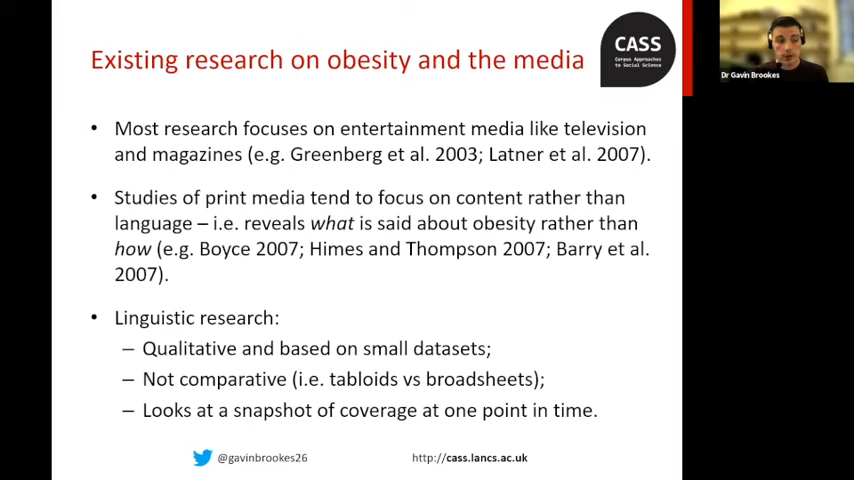 Existing research on obesity and the media
CASS
Corpus Approaches
to Social Science
Dr Gavin Brookes
• Most research focuses on entertainment media like television
and magazines (e.g. Greenberg et al. 2003; Latner et al. 2007).
• Studies of print media tend to focus on content rather than
language – i.e. reveals what is said about obesity rather than
how (e.g. Boyce 2007; Himes and Thompson 2007; Barry et al.
2007).
• Linguistic research:
– Qualitative and based on small datasets;
– Not comparative (i.e. tabloids vs broadsheets);
– Looks at a snapshot of coverage at one point in time.
@gavinbrookes26
http://cass.lancs.ac.uk